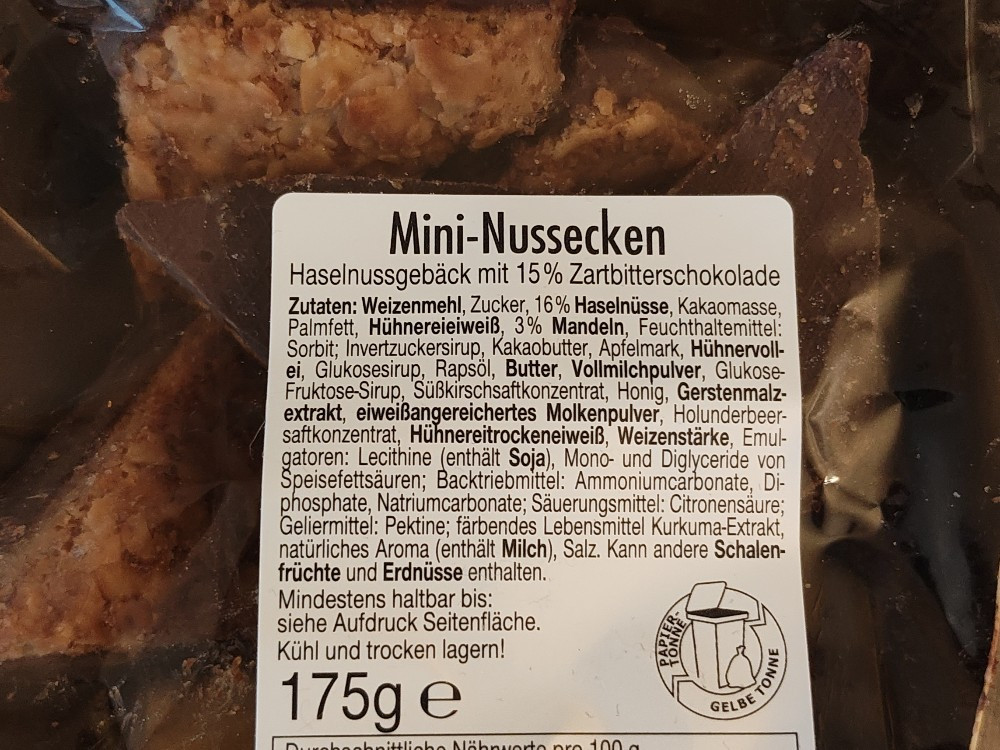 Mini-Nussecken
Haselnussgebäck mit 15% Zartbitterschokolade
Zutaten: Weizenmehl, Zucker, 16% Haselnüsse, Kakaomasse,
Palmfett, Hühnereieiweiß, 3% Mandeln, Feuchthaltemittel:
Sorbit; Invertzuckersirup, Kakaobutter, Apfelmark, Hühnervoll-
ei, Glukosesirup, Rapsöl, Butter, Vollmilchpulver, Glukose-
Fruktose-Sirup, Süßkirschsaftkonzentrat, Honig, Gerstenmalz-
extrakt, eiweißangereichertes Molkenpulver, Holunderbeer-
saftkonzentrat, Hühnereitrockeneiweiß, Weizenstärke, Emul-
gatoren: Lecithine (enthält Soja), Mono- und Diglyceride von
Speisefettsäuren; Backtriebmittel: Ammoniumcarbonate, Di-
phosphate, Natriumcarbonate; Säuerungsmittel: Citronensäure;
Geliermittel: Pektine; färbendes Lebensmittel Kurkuma-Extrakt,
natürliches Aroma (enthält Milch), Salz. Kann andere Schalen-
früchte und Erdnüsse enthalten.
Mindestens haltbar bis:
siehe Aufdruck Seitenfläche.
Kühl und trocken lagern!
175g e
PAPIER-
TONNE
GELBE TONNE
Durchschnittliche Nährwerte pro 100 g